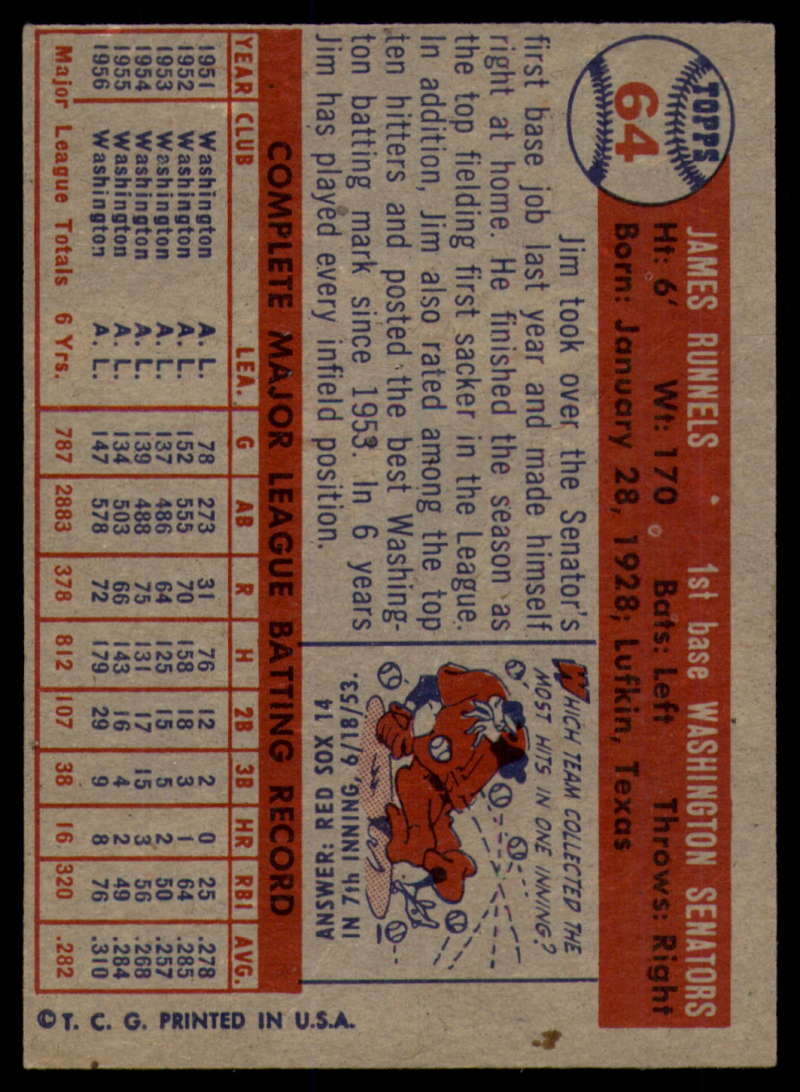 TOPPS
64
JAMES RUNNELS • 1st base WASHINGTON SENATORS
Ht: 6' Wt: 170 Bats: Left Throws: Right
Born: January 28, 1928; Lufkin, Texas
Jim took over the Senator's
first base job last year and made himself
right at home. He finished the season as
the top fielding first sacker in the League.
In addition, Jim also rated among the top
ten hitters and posted the best Washing-
ton batting mark since 1953. In 6 years
Jim has played every infield position.
WHICH TEAM COLLECTED THE
MOST HITS IN ONE INNING?
ANSWER: RED SOX 14
IN 7th INNING 6/18/53.
COMPLETE MAJOR LEAGUE BATTING RECORD
YEAR CLUB LEA. G AB R H 2B 3B HR RBI AVG.
1951 Washington A. L. 78 273 31 76 12 2 0 25 .278
1952 Washington A. L. 152 555 70 158 18 3 1 64 .285
1953 Washington A. L. 137 486 64 125 15 5 2 50 .257
1954 Washington A. L. 139 488 75 131 17 15 3 56 .268
1955 Washington A. L. 134 503 66 143 16 4 2 49 .284
1956 Washington A. L. 147 578 72 179 29 9 8 76 .310
Major League Totals 6 Yrs. 787 2883 378 812 107 38 16 320 .282
© T. C. G. PRINTED IN U.S.A.